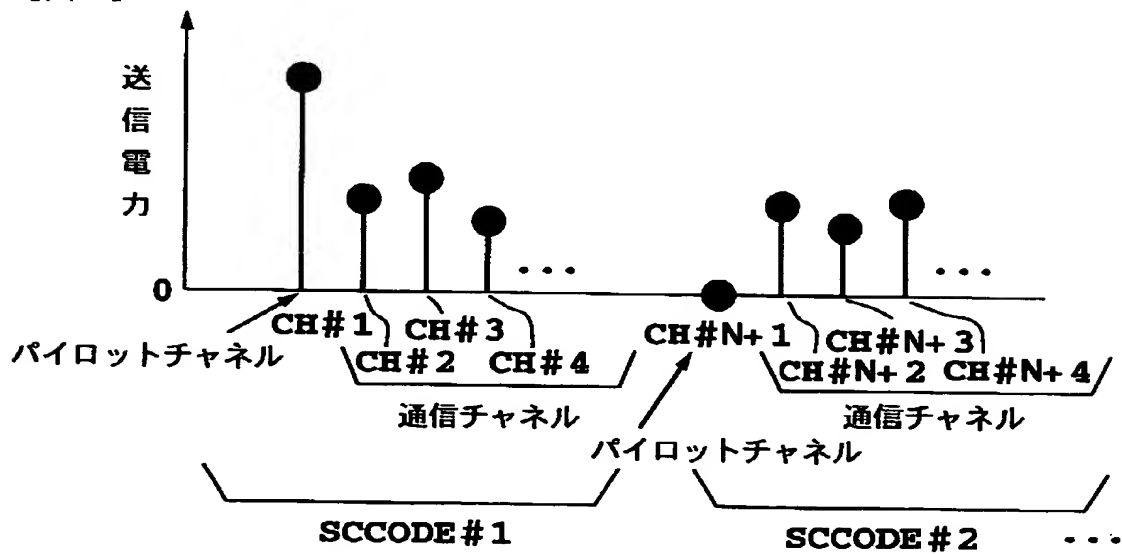 送信電力
0
CH#1
CH#2
CH#3
CH#4
・・・
パイロットチャネル
通信チャネル
SCCODE#1
CH#N+1
CH#N+2
CH#N+3
CH#N+4
・・・
パイロットチャネル
通信チャネル
SCCODE#2
・・・